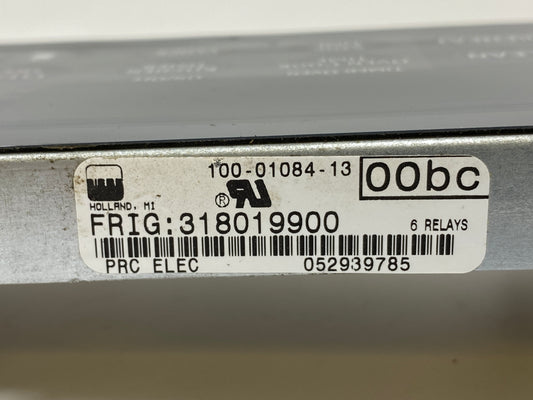 100-01084-13
00bc
HOLLAND, MI
®
FRIG:318019900
6 RELAYS
PRC ELEC
052939785